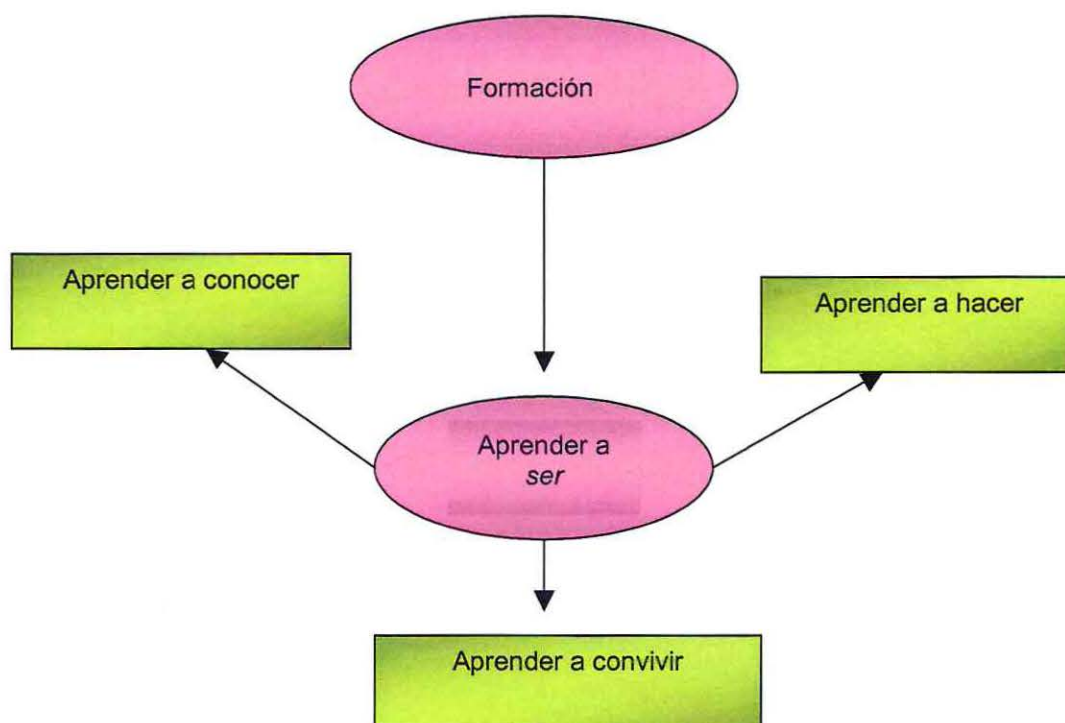 Formación
Aprender a conocer
Aprender a hacer
Aprender a
ser
Aprender a convivir